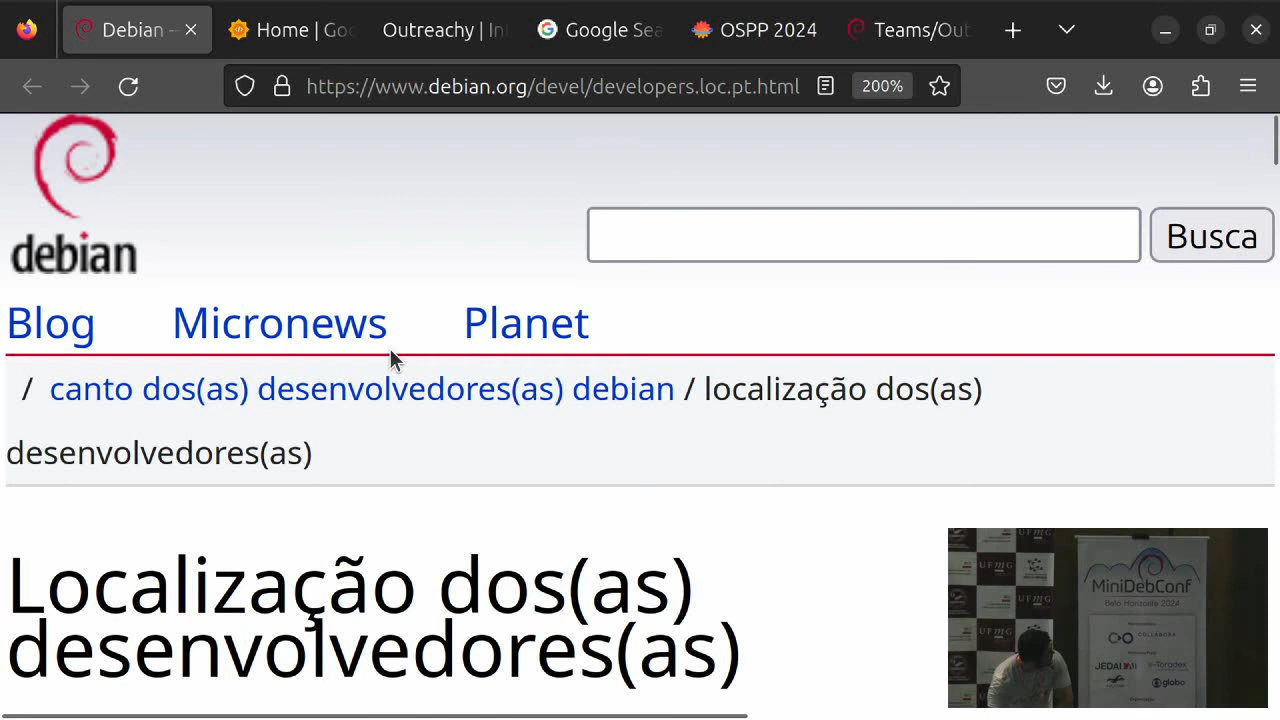 Debian –
Home | Goo
Outreachy | In
Google Sea
OSPP 2024
Teams/Out
https://www.debian.org/devel/developers.loc.pt.html
200%
debian
Busca
Blog
Micronews
Planet
/ canto dos(as) desenvolvedores(as) debian / localização dos(as)
desenvolvedores(as)
Localização dos(as)
desenvolvedores(as)
UFMG
MiniDebConf
Belo Horizonte 2024
COLLABORA
JEDAI
Toradex
globo